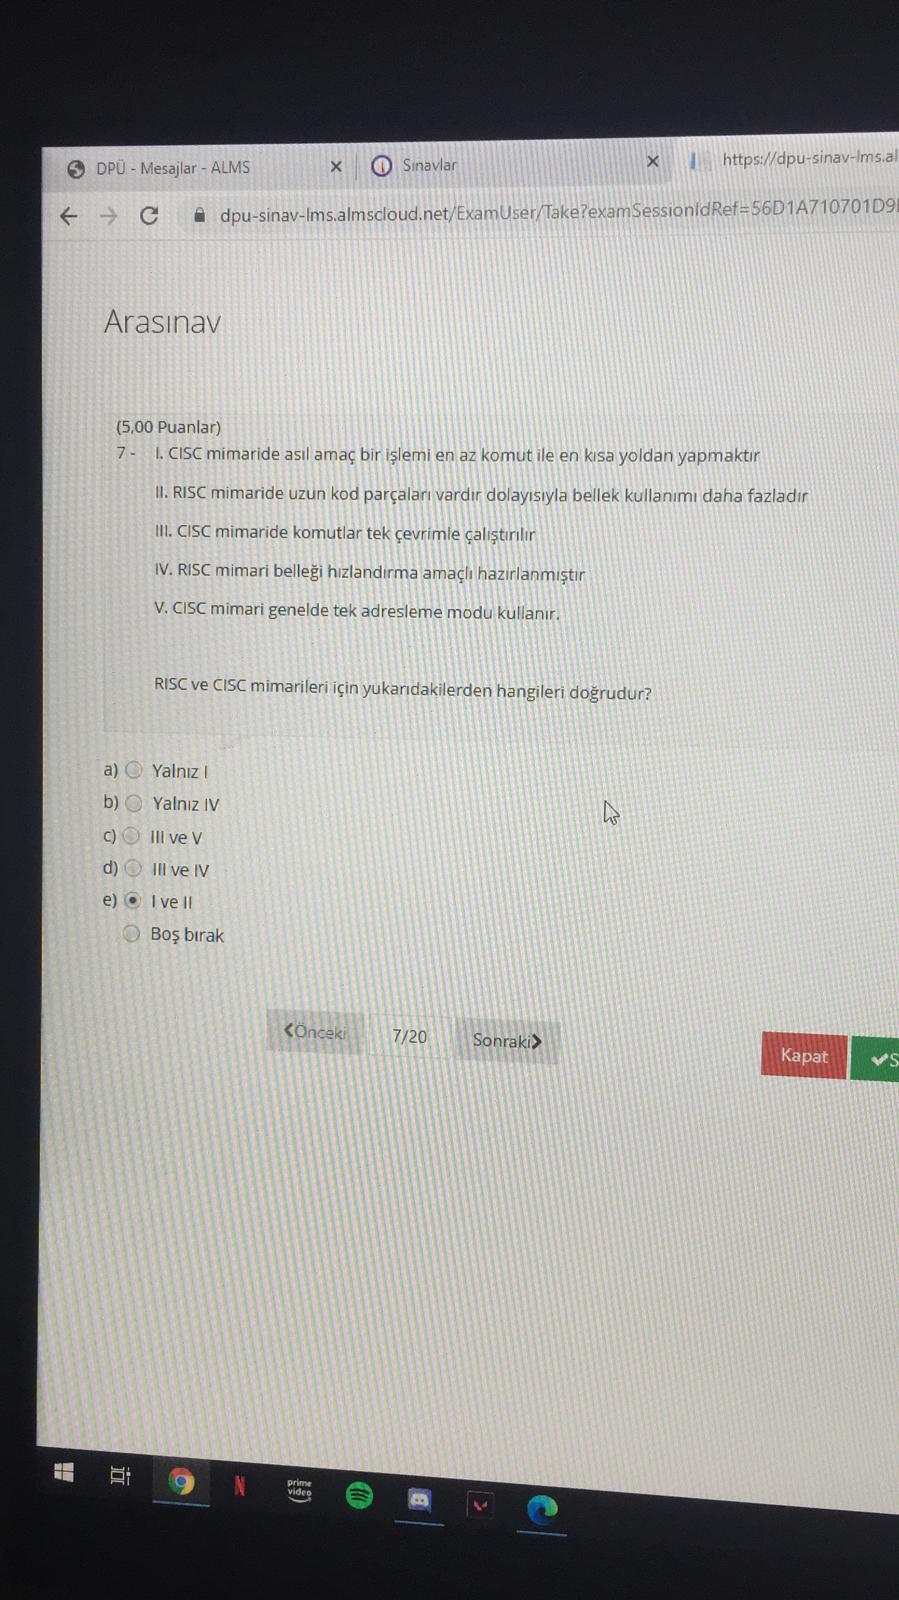 DPÜ - Mesajlar - ALMS
Sınavlar
https://dpu-sinav-lms.al
dpu-sinav-lms.almscloud.net/ExamUser/Take?examSessionIdRef=56D1A710701D9
Arasınav
(5,00 Puanlar)
7 - I. CISC mimaride asıl amaç bir işlemi en az komut ile en kısa yoldan yapmaktır
II. RISC mimaride uzun kod parçaları vardır dolayısıyla bellek kullanımı daha fazladır
III. CISC mimaride komutlar tek çevrimle çalıştırılır
IV. RISC mimari belleği hızlandırma amaçlı hazırlanmıştır
V. CISC mimari genelde tek adresleme modu kullanır.
RISC ve CISC mimarileri için yukarıdakilerden hangileri doğrudur?
a) Yalnız I
b) Yalnız IV
c) III ve V
d) III ve IV
e) I ve II
Boş bırak
Önceki 7/20 Sonraki
Kapat S
prime
video